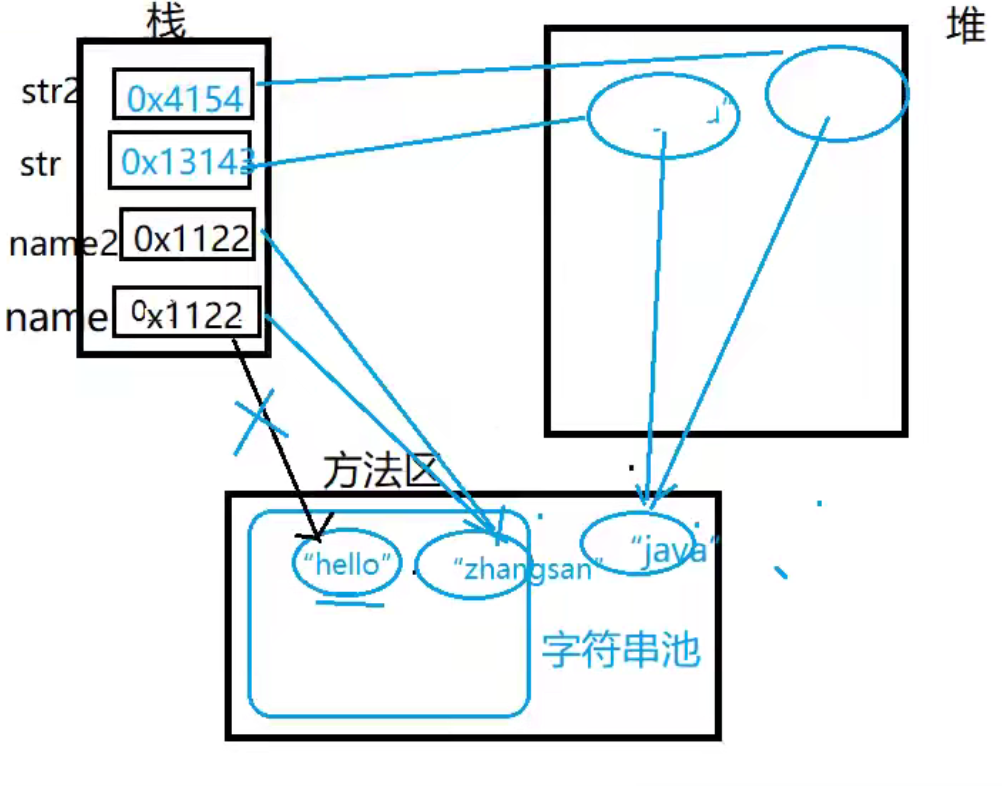 栈
堆
str2
0x4154
str
0x13143
name2
0x1122
name
0x1122
方法区
“hello”
“zhangsan”
“java”
字符串池